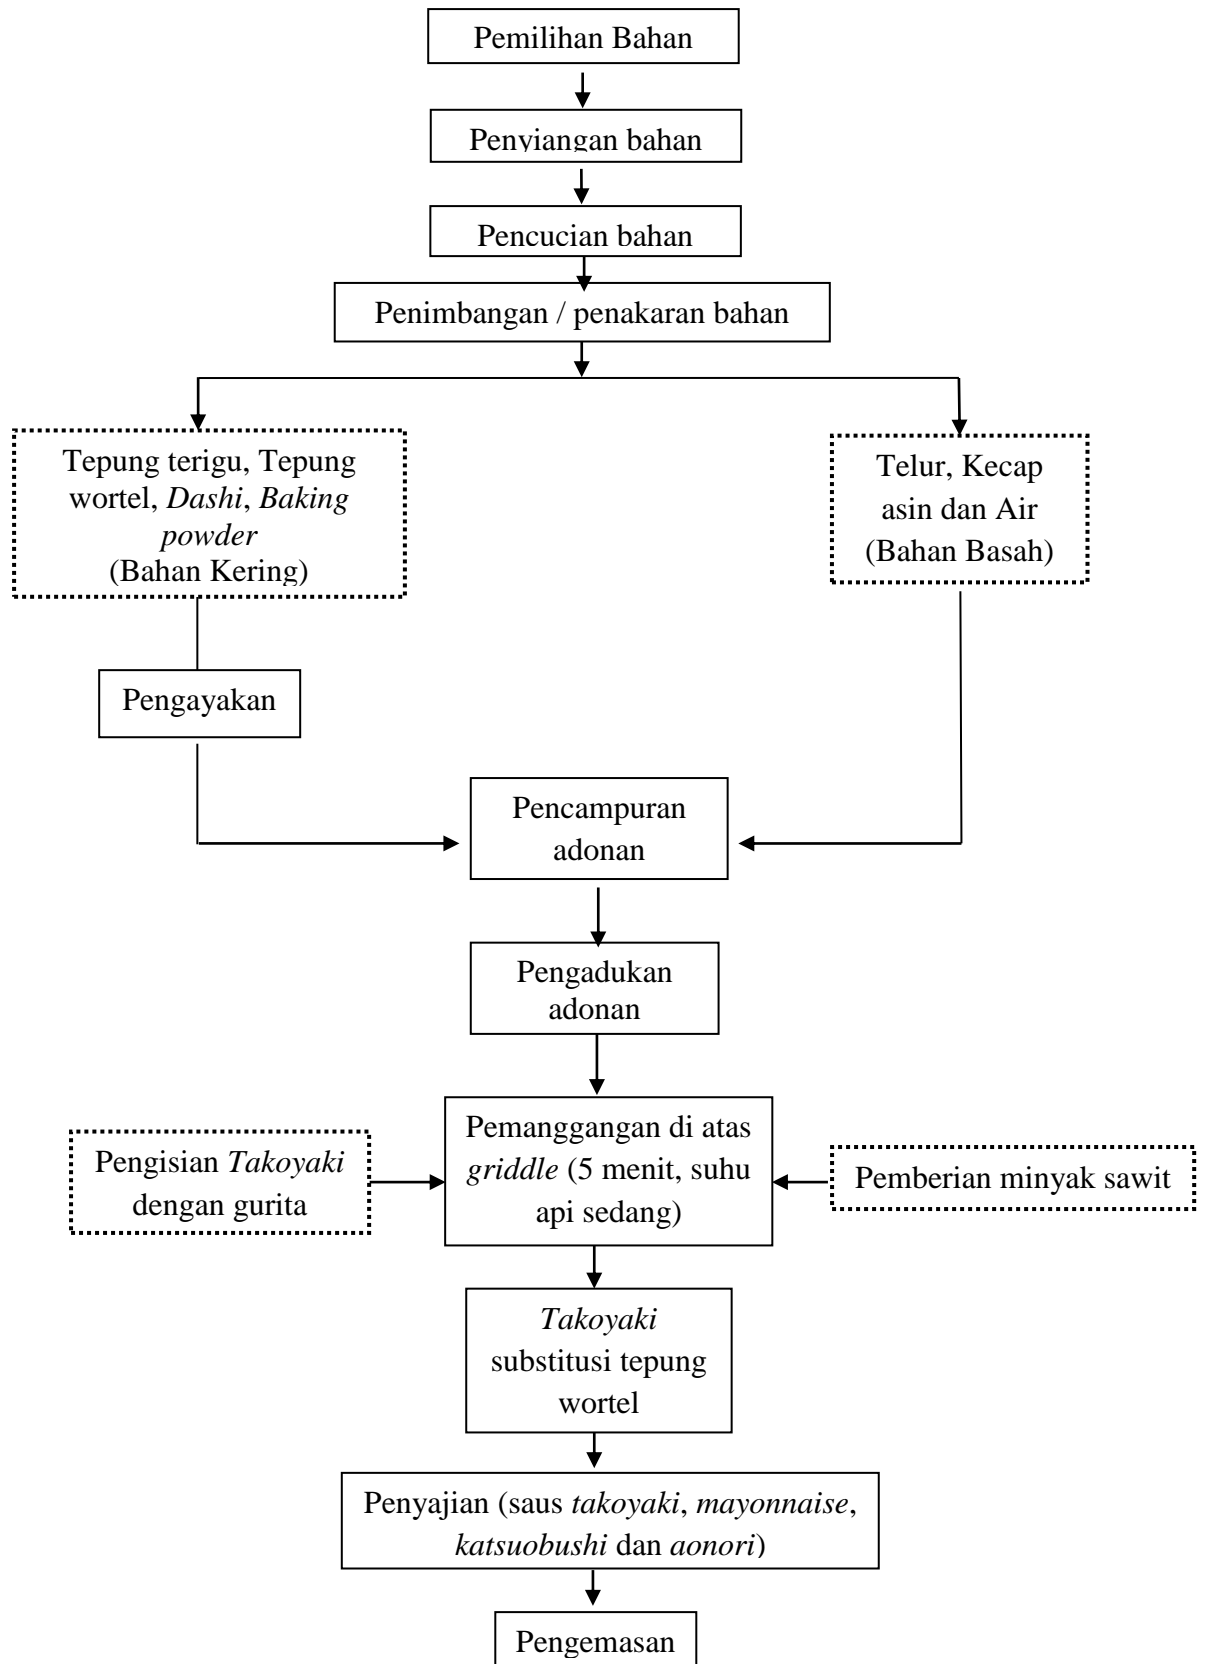 Pemilihan Bahan
Penyiangan bahan
Pencucian bahan
Penimbangan / penakaran bahan
Tepung terigu, Tepung
wortel, Dashi, Baking
powder
(Bahan Kering)
Telur, Kecap
asin dan Air
(Bahan Basah)
Pengayakan
Pencampuran
adonan
Pengadukan
adonan
Pengisian Takoyaki
dengan gurita
Pemanggangan di atas
griddle (5 menit, suhu
api sedang)
Pemberian minyak sawit
Takoyaki
substitusi tepung
wortel
Penyajian (saus takoyaki, mayonnaise,
katsuobushi dan aonori)
Pengemasan